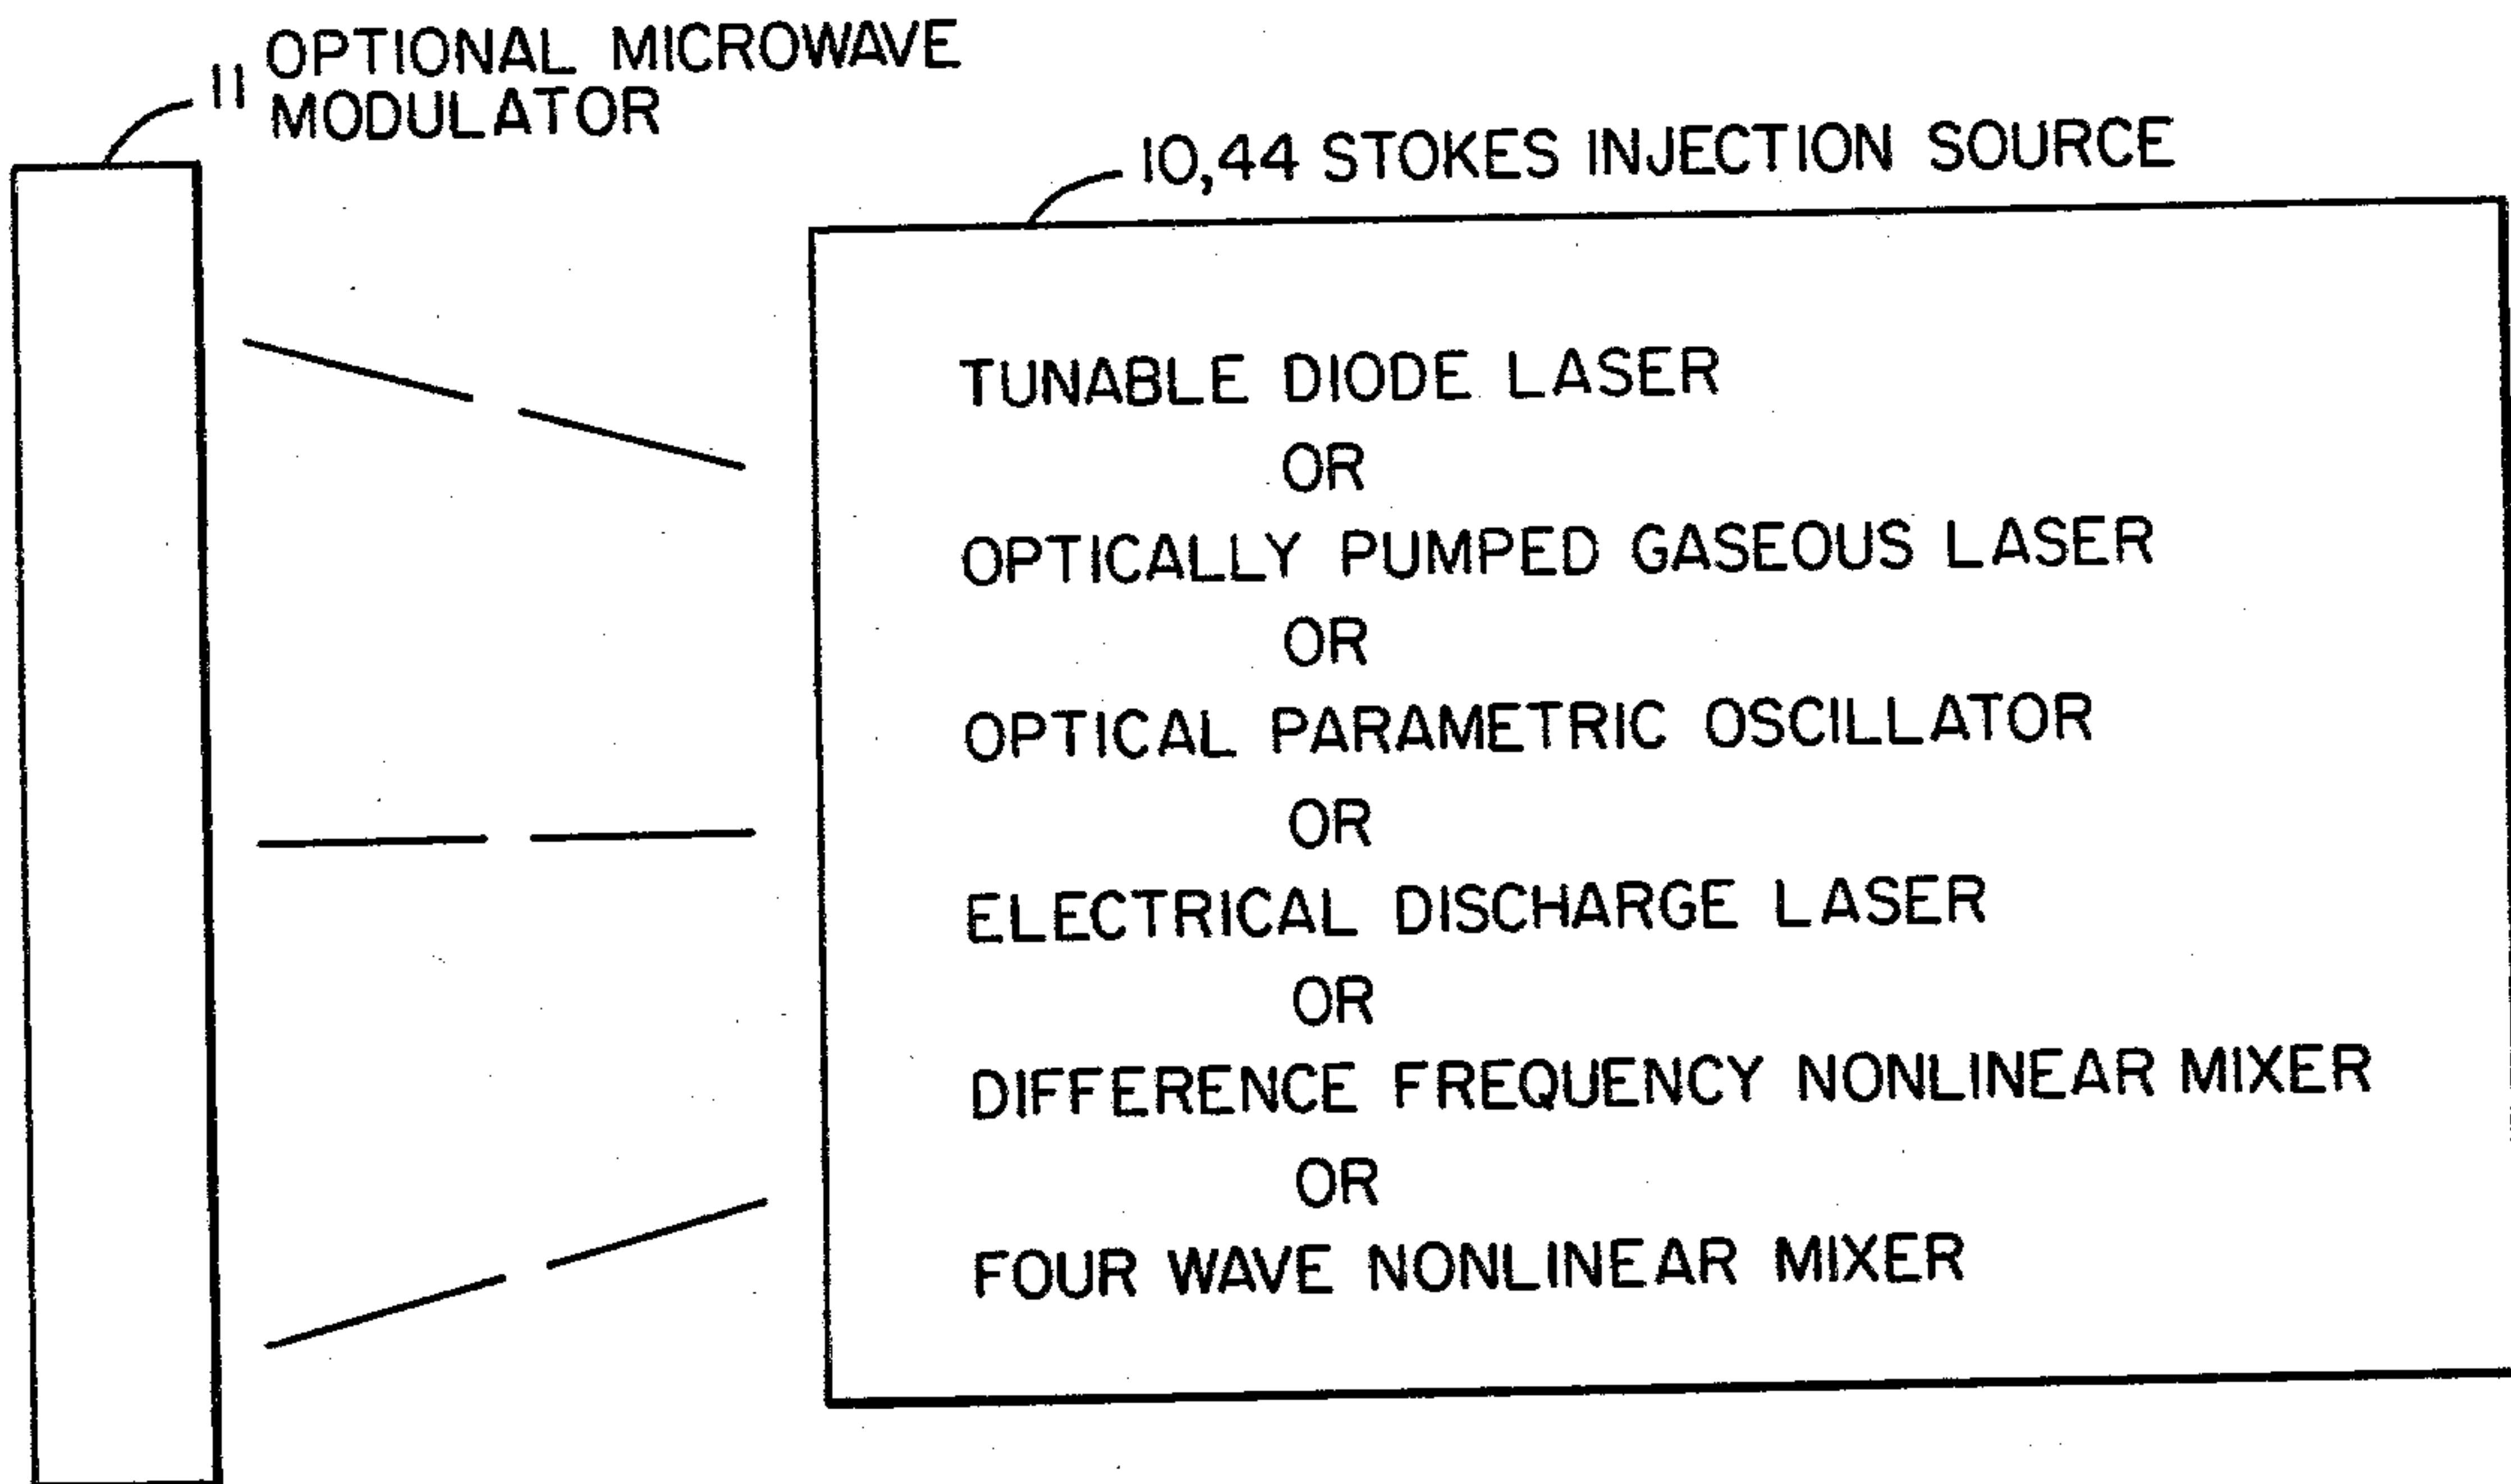 11 OPTIONAL MICROWAVE
MODULATOR
10,44 STOKES INJECTION SOURCE
TUNABLE DIODE LASER
OR
OPTICALLY PUMPED GASEOUS LASER
OR
OPTICAL PARAMETRIC OSCILLATOR
OR
ELECTRICAL DISCHARGE LASER
OR
DIFFERENCE FREQUENCY NONLINEAR MIXER
OR
FOUR WAVE NONLINEAR MIXER